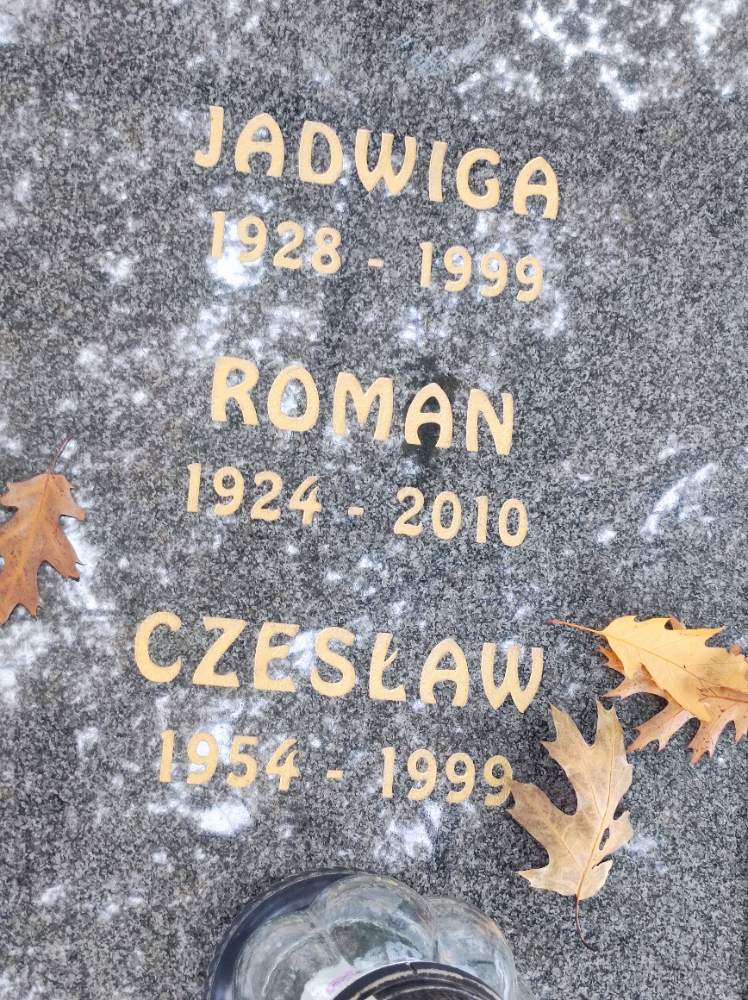 JADWIGA
1928 - 1999
ROMAN
1924 - 2010
CZESŁAW
1954 - 1999